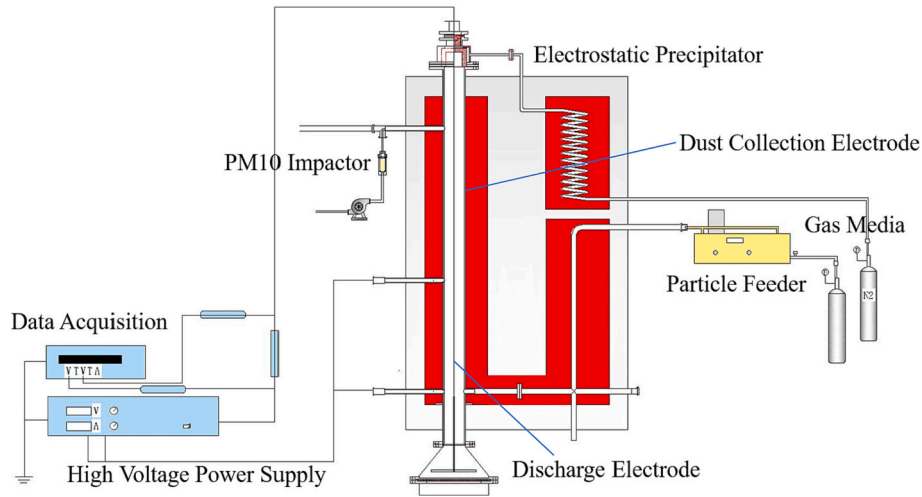 Electrostatic Precipitator
Dust Collection Electrode
PM10 Impactor
Gas Media
Particle Feeder
N2
Data Acquisition
V T V T A
V
A
High Voltage Power Supply
Discharge Electrode